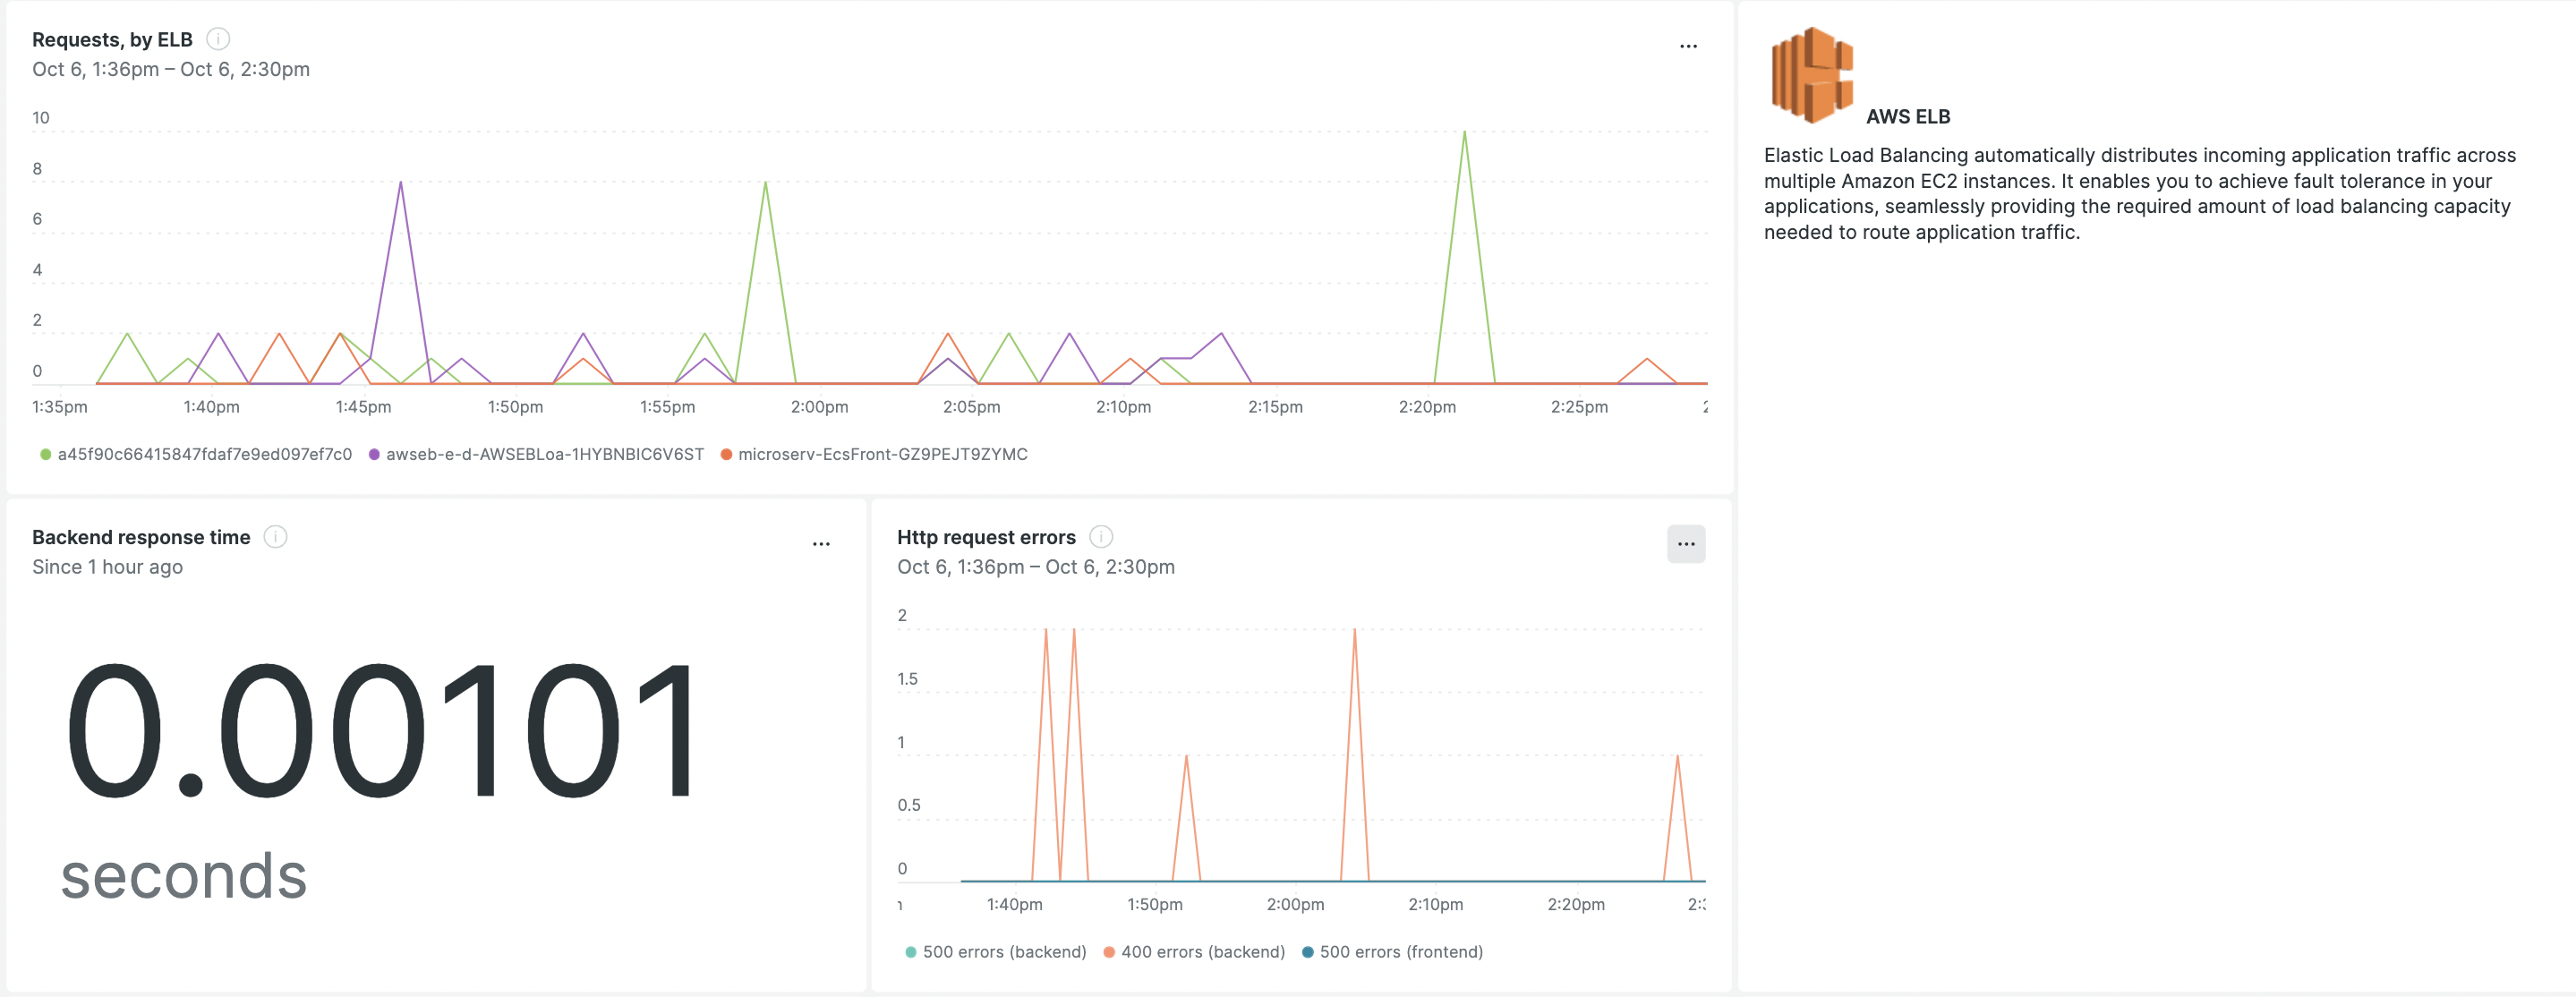 Requests, by ELB
Oct 6, 1:36pm – Oct 6, 2:30pm
10
8
6
4
2
0
1:35pm 1:40pm 1:45pm 1:50pm 1:55pm 2:00pm 2:05pm 2:10pm 2:15pm 2:20pm 2:25pm
a45f90c66415847fdaf7e9ed097ef7c0 awseb-e-d-AWSEBLoa-1HYBNBIC6V6ST microserv-EcsFront-GZ9PEJT9ZYMC
AWS ELB
Elastic Load Balancing automatically distributes incoming application traffic across
multiple Amazon EC2 instances. It enables you to achieve fault tolerance in your
applications, seamlessly providing the required amount of load balancing capacity
needed to route application traffic.
Backend response time
Since 1 hour ago
0.00101
seconds
Http request errors
Oct 6, 1:36pm – Oct 6, 2:30pm
2
1.5
1
0.5
0
1:40pm 1:50pm 2:00pm 2:10pm 2:20pm
500 errors (backend) 400 errors (backend) 500 errors (frontend)